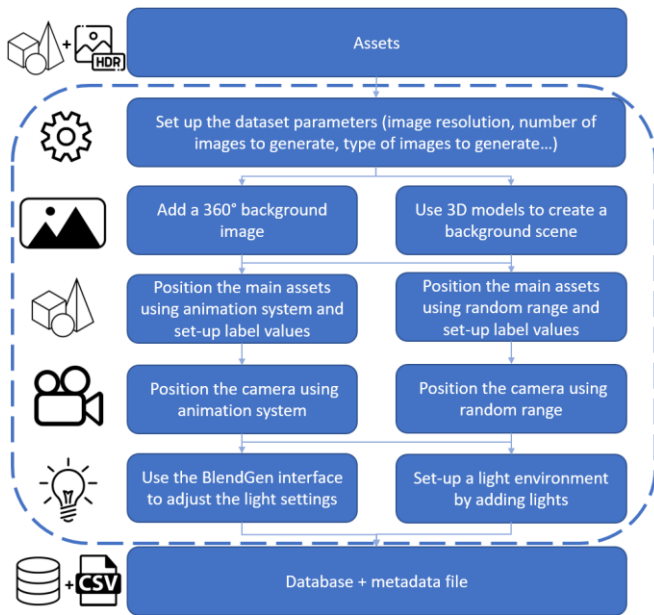 HDR
Assets
Set up the dataset parameters (image resolution, number of
images to generate, type of images to generate…)
Add a 360° background
image
Use 3D models to create a
background scene
Position the main assets
using animation system and
set-up label values
Position the main assets
using random range and
set-up label values
Position the camera using
animation system
Position the camera using
random range
Use the BlendGen interface
to adjust the light settings
Set-up a light environment
by adding lights
CSV
Database + metadata file